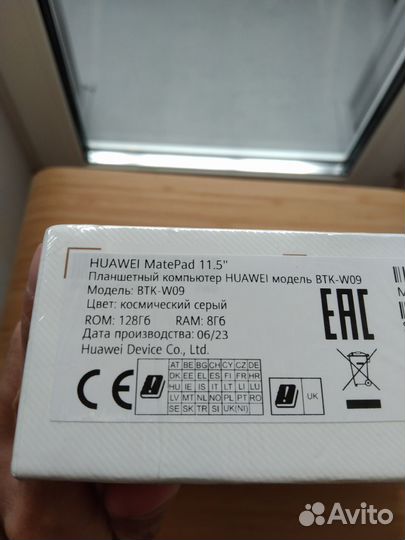 HUAWEI MatePad 11.5"
Планшетный компьютер HUAWEI модель BTK-W09
Модель: BTK-W09
Цвет: космический серый
ROM: 128Гб RAM: 8Гб
Дата производства: 06/23
Huawei Device Co., Ltd.
EAC
CE
AT BE BG CH CY CZ DE
DK EE EL ES FI FR HR
HU IE IS IT LT LI LU
LV MT NL NO PL PT RO
SE SK TR SI UK(NI)
UK
Avito